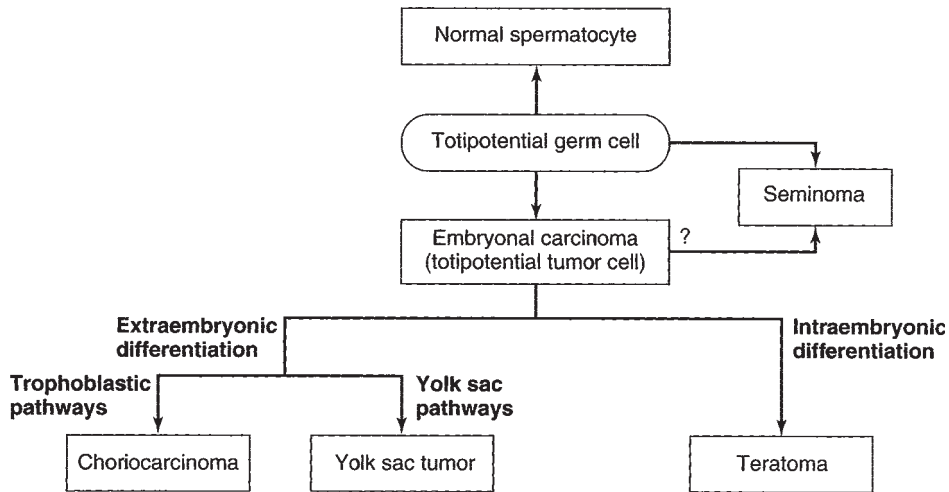 Normal spermatocyte
Totipotential germ cell
Seminoma
Embryonal carcinoma
(totipotential tumor cell)
?
Extraembryonic
differentiation
Intraembryonic
differentiation
Trophoblastic
pathways
Yolk sac
pathways
Choriocarcinoma
Yolk sac tumor
Teratoma